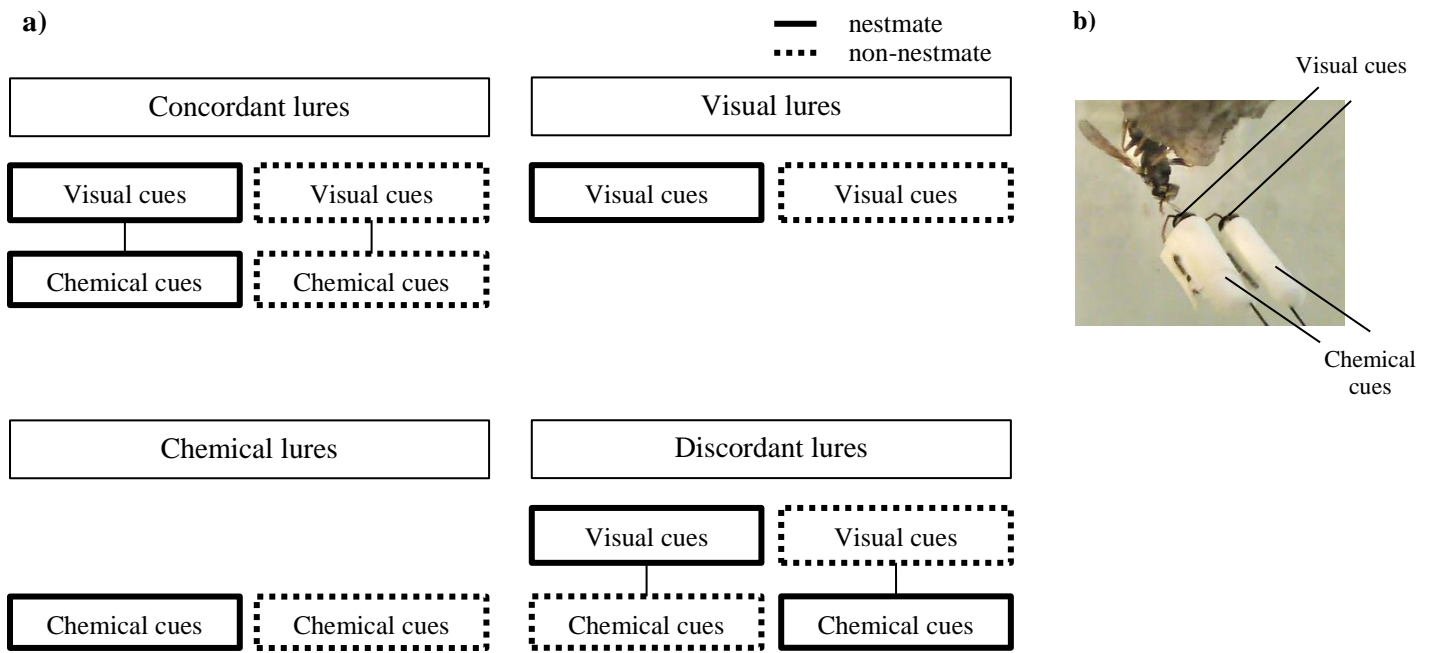 a)
nestmate
non-nestmate
Concordant lures
Visual cues Visual cues
Chemical cues Chemical cues
Visual lures
Visual cues Visual cues
Chemical lures
Chemical cues Chemical cues
Discordant lures
Visual cues Visual cues
Chemical cues Chemical cues
b)
Visual cues
Chemical
cues